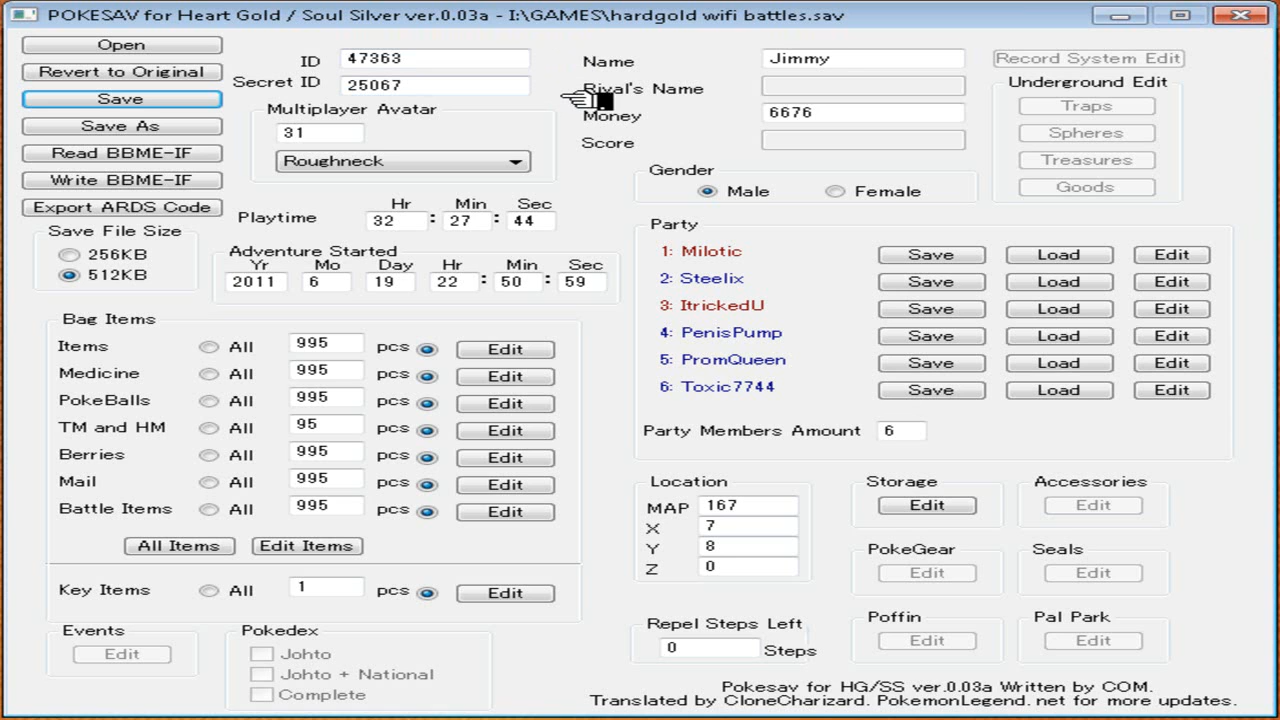 POKESAV for Heart Gold / Soul Silver ver.0.03a - I:\GAMES\hardgold wifi battles.sav
Open
Revert to Original
Save
Save As
Read BBME-IF
Write BBME-IF
Export ARDS Code
Save File Size
256KB
512KB
ID 47363
Secret ID 25067
Multiplayer Avatar
31
Roughneck
Playtime
Hr Min Sec
32 : 27 : 44
Adventure Started
Yr Mo Day Hr Min Sec
2011 6 19 22 : 50 : 59
Name Jimmy
Rival's Name
Money 6676
Score
Gender
Male Female
Record System Edit
Underground Edit
Traps
Spheres
Treasures
Goods
Party
1: Milotic Save Load Edit
2: Steelix Save Load Edit
3: ItrickedU Save Load Edit
4: PenisPump Save Load Edit
5: PromQueen Save Load Edit
6: Toxic7744 Save Load Edit
Party Members Amount 6
Bag Items
Items All 995 pcs Edit
Medicine All 995 pcs Edit
PokeBalls All 995 pcs Edit
TM and HM All 95 pcs Edit
Berries All 995 pcs Edit
Mail All 995 pcs Edit
Battle Items All 995 pcs Edit
All Items Edit Items
Key Items All 1 pcs Edit
Events
Edit
Pokedex
Johto
Johto + National
Complete
Location
MAP 167
X 7
Y 8
Z 0
Repel Steps Left
0 Steps
Storage
Edit
Accessories
Edit
PokeGear
Edit
Seals
Edit
Poffin
Edit
Pal Park
Edit
Pokesav for HG/SS ver.0.03a Written by COM.
Translated by CloneCharizard. PokemonLegend. net for more updates.